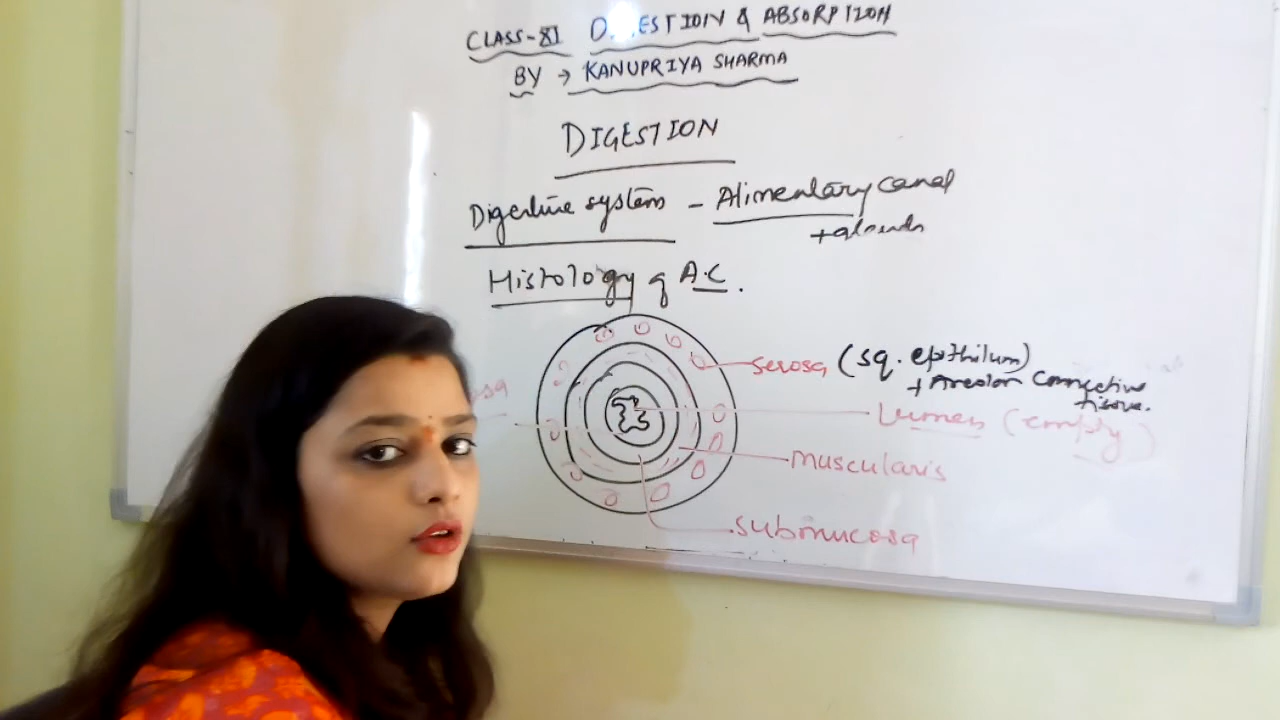 CLASS-XI DIGESTION & ABSORPTION
BY → KANUPRIYA SHARMA
DIGESTION
Digestive system - Alimentary canal
+ glands
Histology of A.C.
serosa (sq. epithilum)
+ Areolar Connective
tissue.
Lumen (empty)
muscularis
submucosa